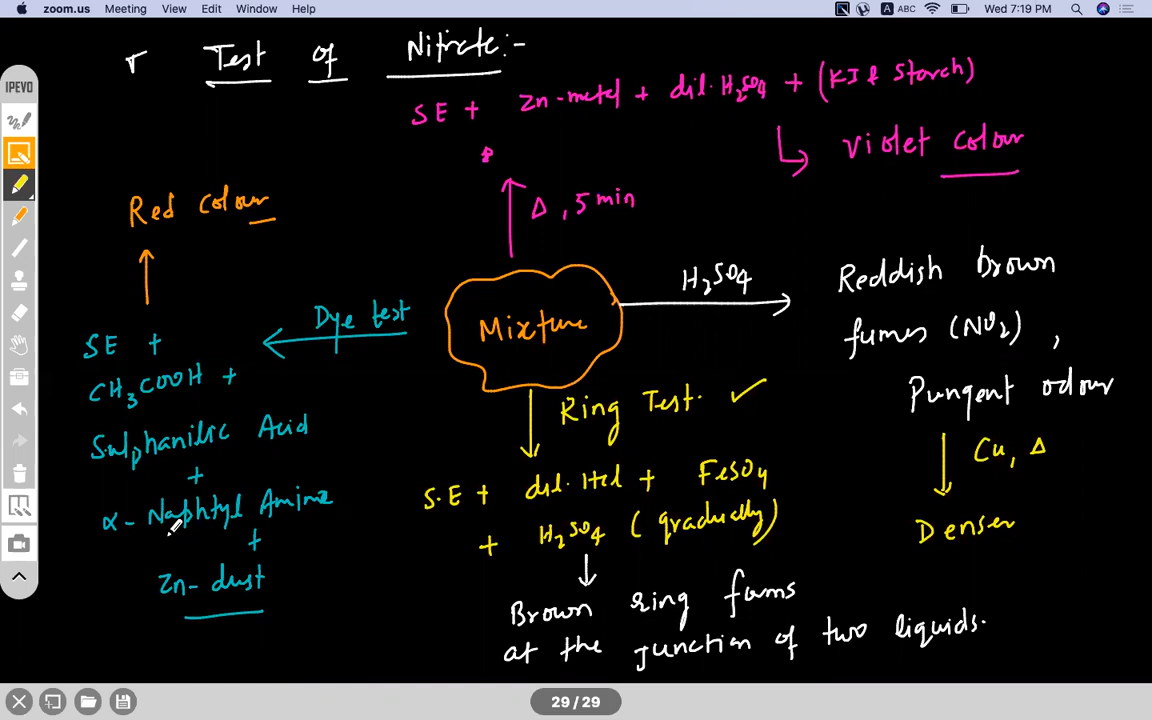 zoom.us Meeting View Edit Window Help A ABC Wed 7:19 PM
IPEVO
Test of Nitrate:-
SE + Zn-metal + dil. H₂SO₄ + (KI & Starch)
Violet colour
Δ, 5 min
Red colour
Mixture
H₂SO₄
Reddish brown
fumes (NO₂),
Pungent odour
Cu, Δ
Denser
Dye test
SE +
CH₃COOH +
Sulphanilic Acid
+
α- Naphtyl Amine
+
Zn- dust
Ring Test.
S.E + dil. HCl + FeSO₄
+ H₂SO₄ (gradually)
Brown ring forms
at the junction of two liquids.
29 / 29